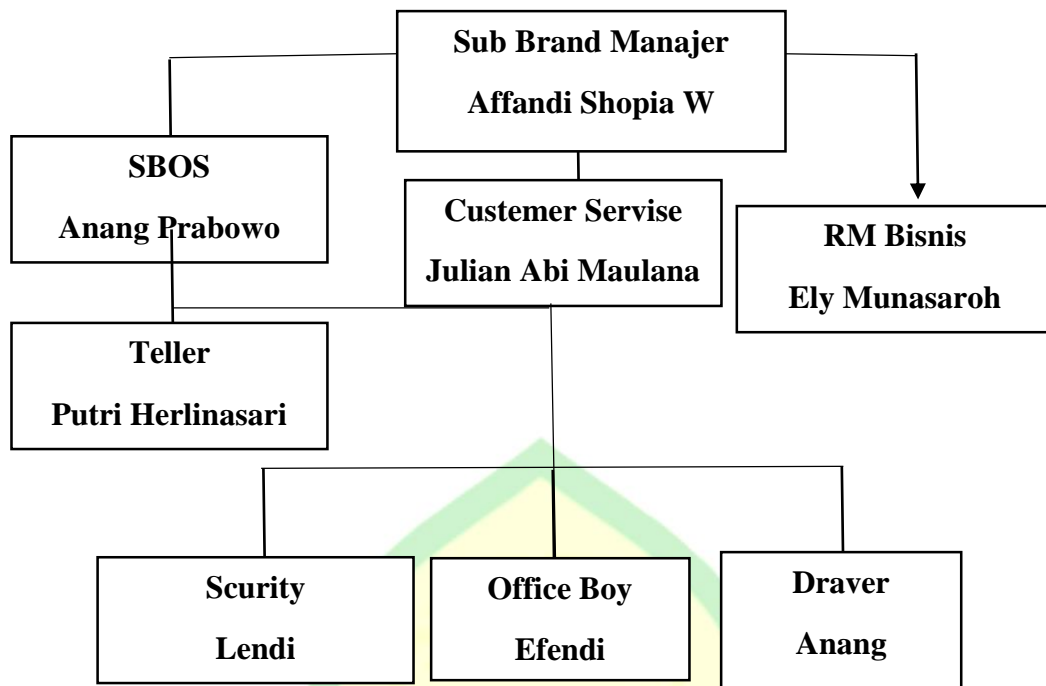 Sub Brand Manajer
Affandi Shopia W
SBOS
Anang Prabowo
Custemer Servise
Julian Abi Maulana
RM Bisnis
Ely Munasaroh
Teller
Putri Herlinasari
Scurity
Lendi
Office Boy
Efendi
Draver
Anang